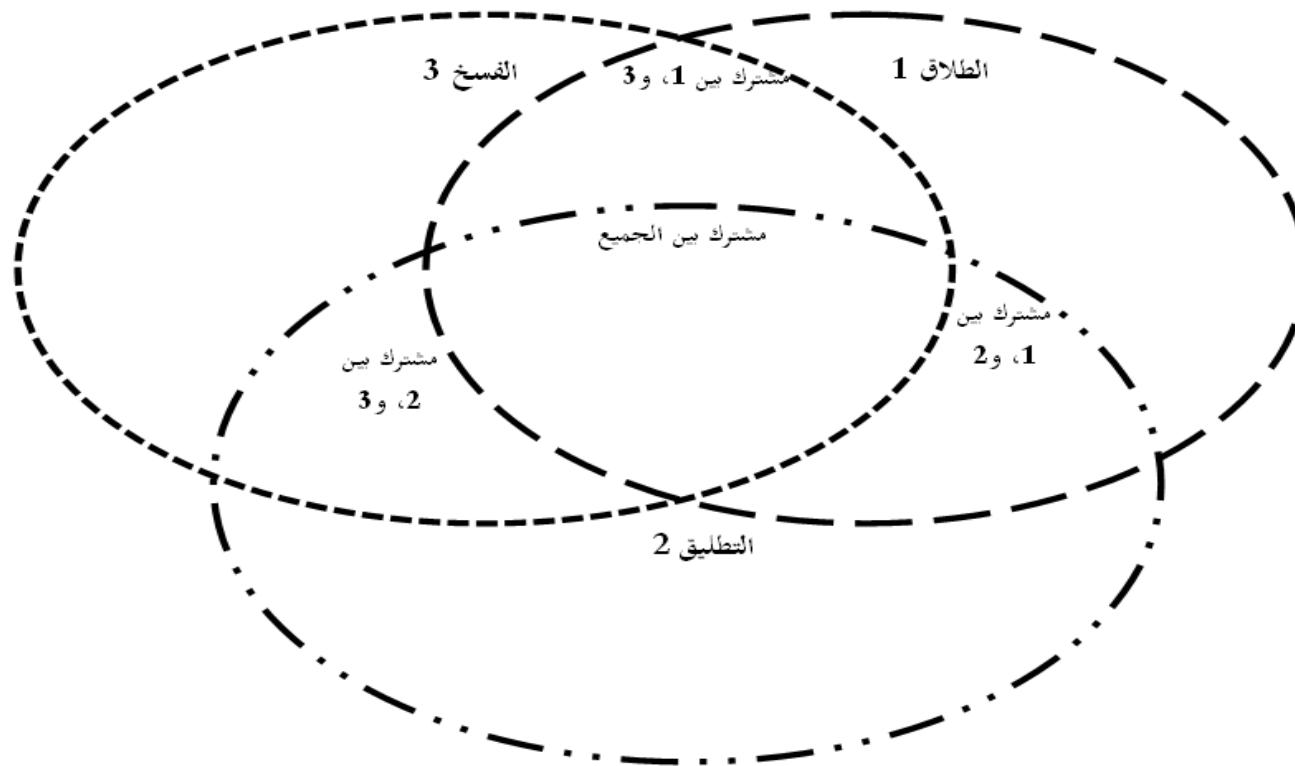 الطلاق 1
مشترك بين 1، و3
الفسخ 3
مشترك بين الجميع
مشترك بين
1، و2
مشترك بين
2، و3
التطليق 2